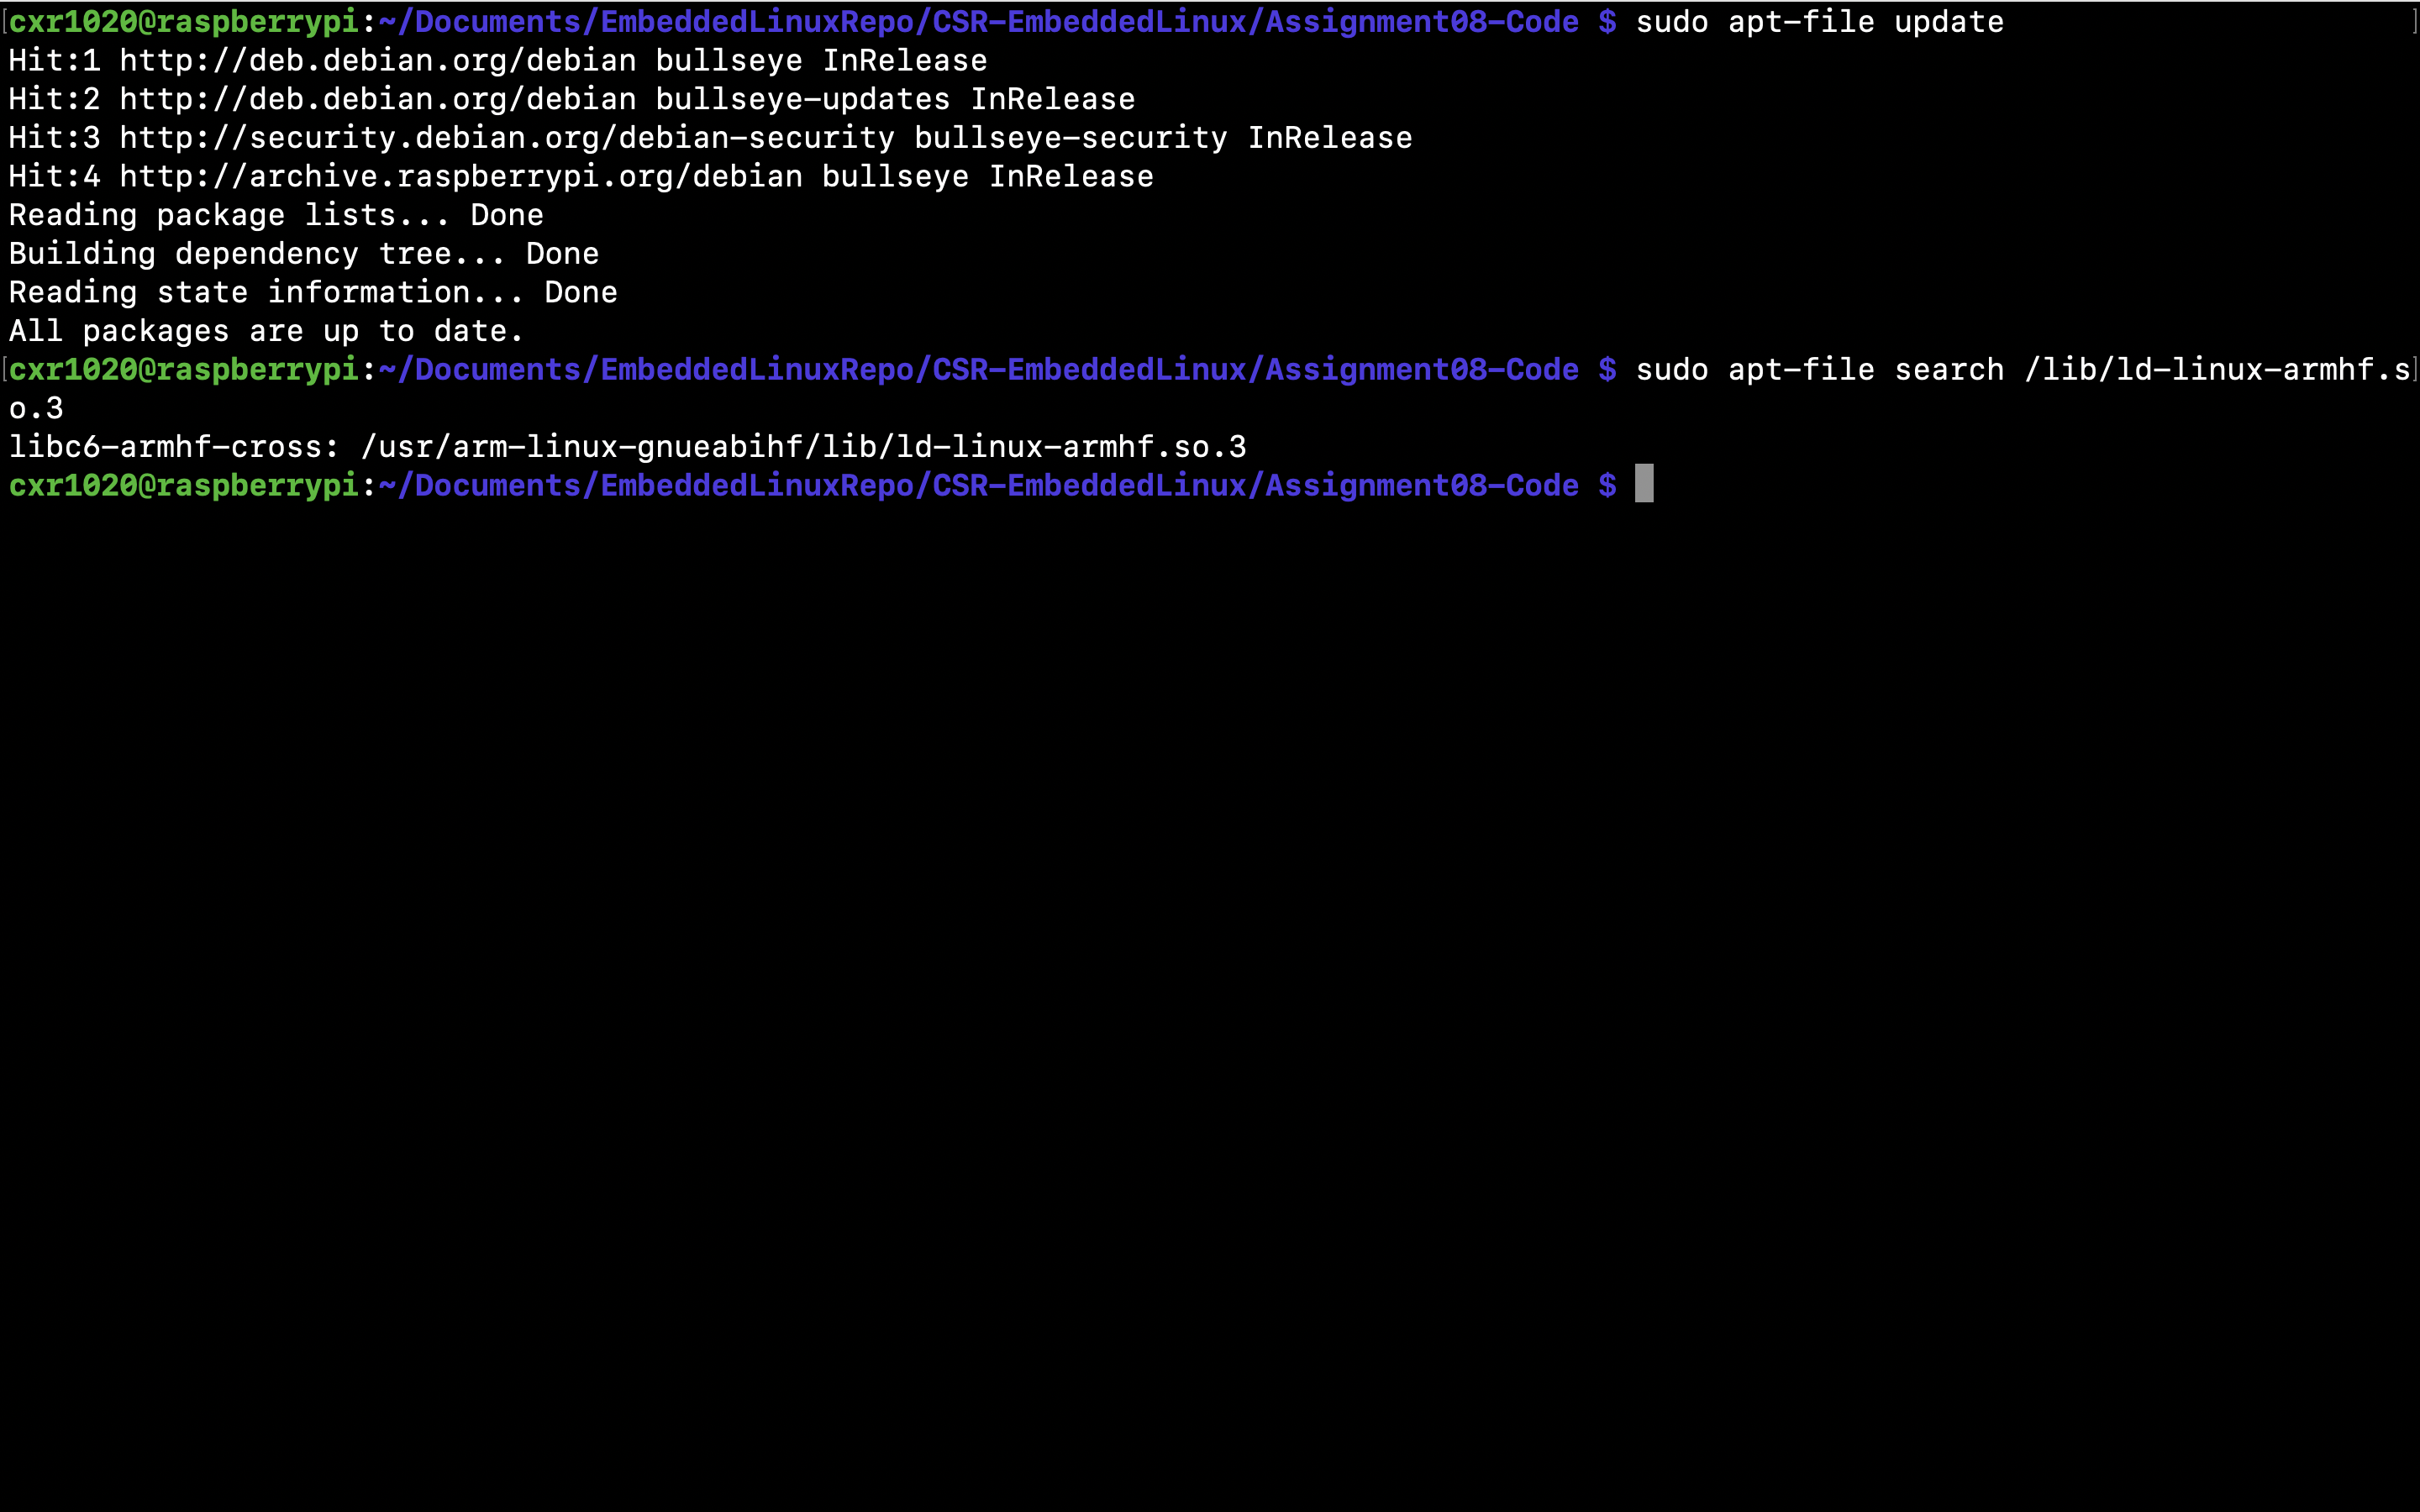 cxr1020@raspberrypi:~/Documents/EmbeddedLinuxRepo/CSR-EmbeddedLinux/Assignment08-Code $ sudo apt-file update
Hit:1 http://deb.debian.org/debian bullseye InRelease
Hit:2 http://deb.debian.org/debian bullseye-updates InRelease
Hit:3 http://security.debian.org/debian-security bullseye-security InRelease
Hit:4 http://archive.raspberrypi.org/debian bullseye InRelease
Reading package lists... Done
Building dependency tree... Done
Reading state information... Done
All packages are up to date.
cxr1020@raspberrypi:~/Documents/EmbeddedLinuxRepo/CSR-EmbeddedLinux/Assignment08-Code $ sudo apt-file search /lib/ld-linux-armhf.s
o.3
libc6-armhf-cross: /usr/arm-linux-gnueabihf/lib/ld-linux-armhf.so.3
cxr1020@raspberrypi:~/Documents/EmbeddedLinuxRepo/CSR-EmbeddedLinux/Assignment08-Code $